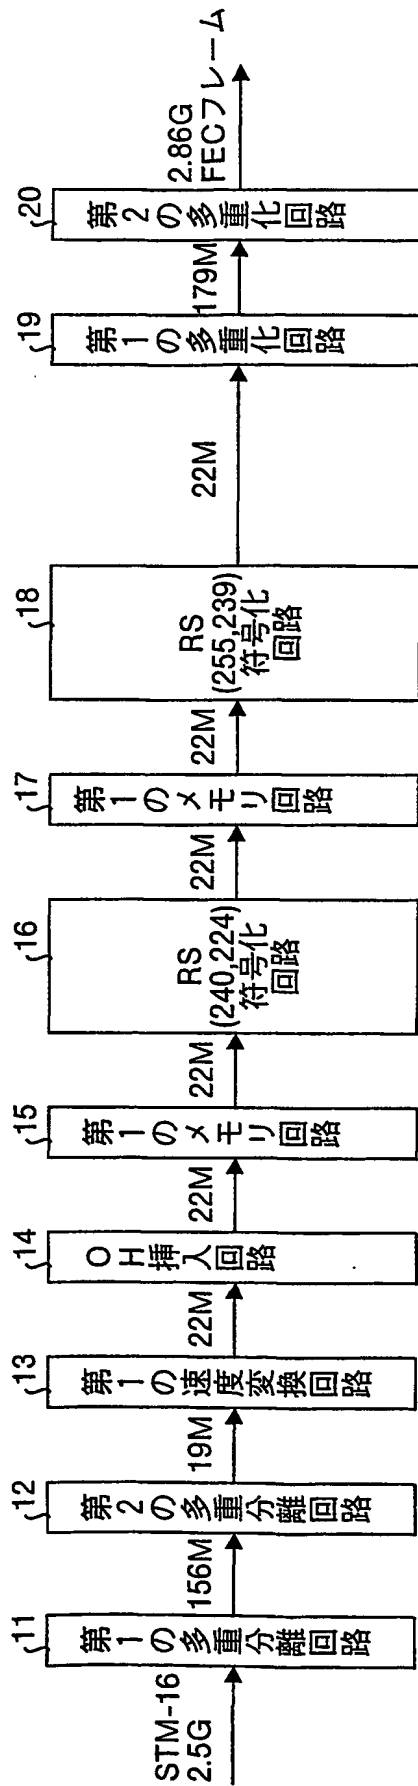 STM-16
2.5G
11
第1の多重分離回路
156M
12
第2の多重分離回路
19M
13
第1の速度変換回路
22M
14
OH挿入回路
22M
15
第1のメモリ回路
22M
16
RS
(240,224)
符号化
回路
22M
17
第1のメモリ回路
22M
18
RS
(255,239)
符号化
回路
22M
19
第1の多重化回路
179M
20
第2の多重化回路
2.86G
FECフレーム